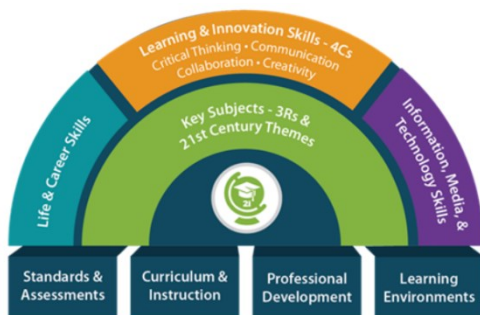 Learning & Innovation Skills - 4Cs
Critical Thinking • Communication
Collaboration • Creativity
Life & Career Skills
Key Subjects - 3Rs &
21st Century Themes
Information, Media, &
Technology Skills
21
Standards &
Assessments
Curriculum &
Instruction
Professional
Development
Learning
Environments